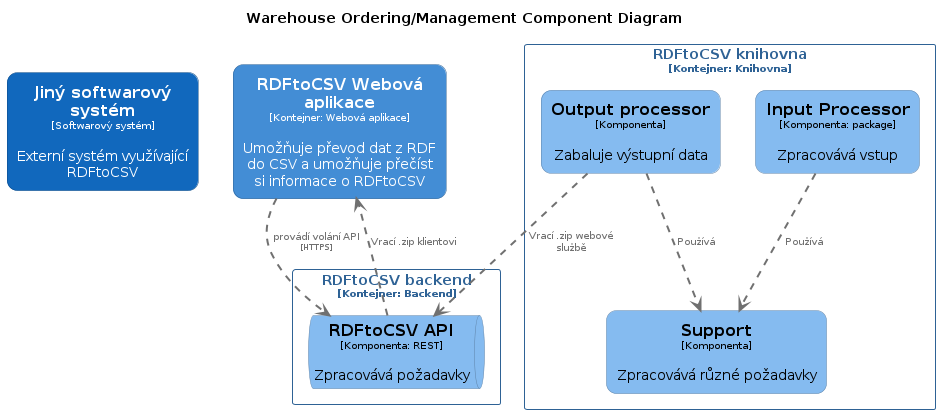 Warehouse Ordering/Management Component Diagram
Jiný softwarový
systém
[Softwarový systém]
Externí systém využívající
RDFtoCSV
RDFtoCSV Webová
aplikace
[Kontejner: Webová aplikace]
Umožňuje převod dat z RDF
do CSV a umožňuje přečíst
si informace o RDFtoCSV
RDFtoCSV knihovna
[Kontejner: Knihovna]
Output processor
[Komponenta]
Zabaluje výstupní data
Input Processor
[Komponenta: package]
Zpracovává vstup
provádí volání API
[HTTPS]
Vrací .zip klientovi
Vrací .zip webové
službě
Používá
Používá
RDFtoCSV backend
[Kontejner: Backend]
RDFtoCSV API
[Komponenta: REST]
Zpracovává požadavky
Support
[Komponenta]
Zpracovává různé požadavky